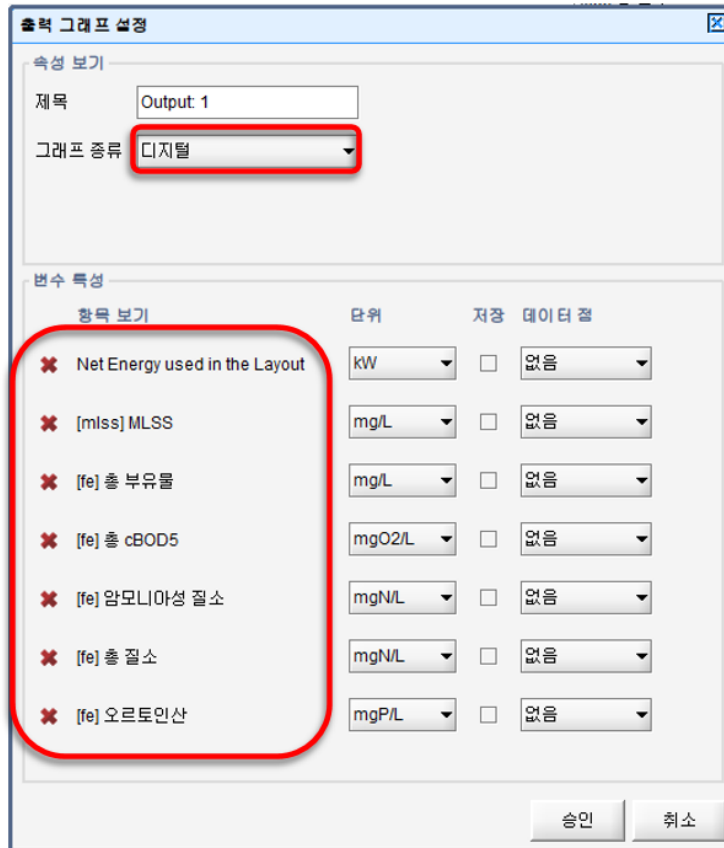 출력 그래프 설정
속성 보기
제목 Output: 1
그래프 종류 디지털
변수 특성
항목 보기 단위 저장 데이터 점
Net Energy used in the Layout kW 없음
[mlss] MLSS mg/L 없음
[fe] 총 부유물 mg/L 없음
[fe] 총 cBOD5 mgO2/L 없음
[fe] 암모니아성 질소 mgN/L 없음
[fe] 총 질소 mgN/L 없음
[fe] 오르토인산 mgP/L 없음
승인 취소